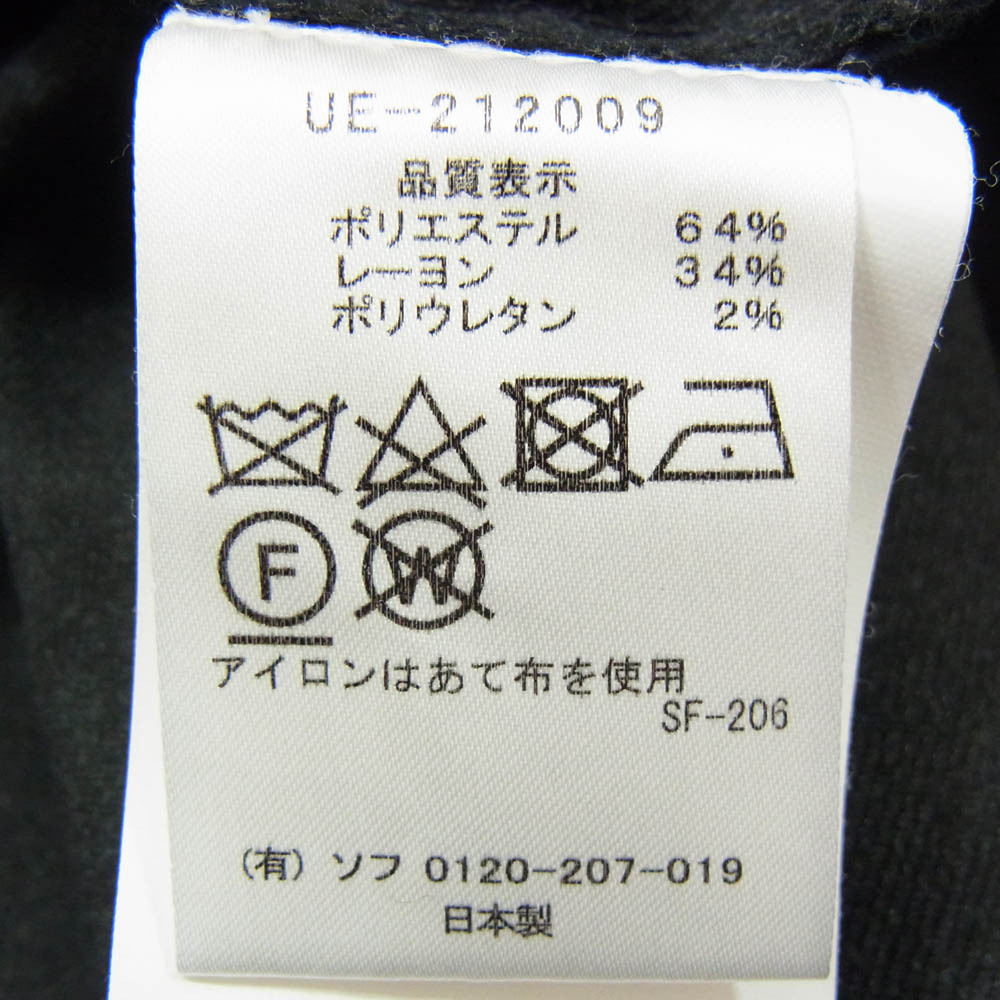 UE-212009
品質表示
ポリエステル 64%
レーヨン 34%
ポリウレタン 2%
F
W
アイロンはあて布を使用
SF-206
(有) ソフ 0120-207-019
日本製